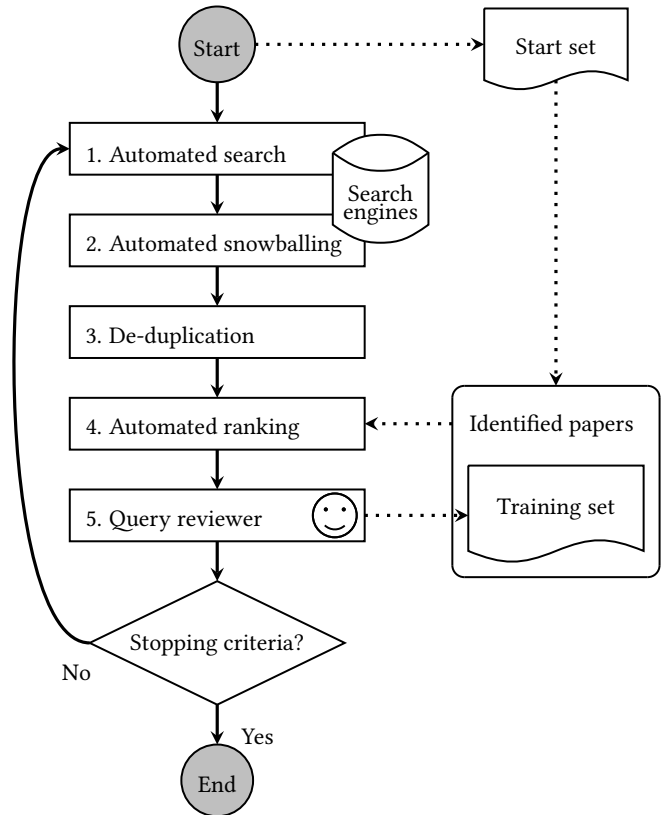 Start
Start set
1. Automated search
Search
engines
2. Automated snowballing
3. De-duplication
4. Automated ranking
Identified papers
5. Query reviewer
Training set
Stopping criteria?
No
Yes
End